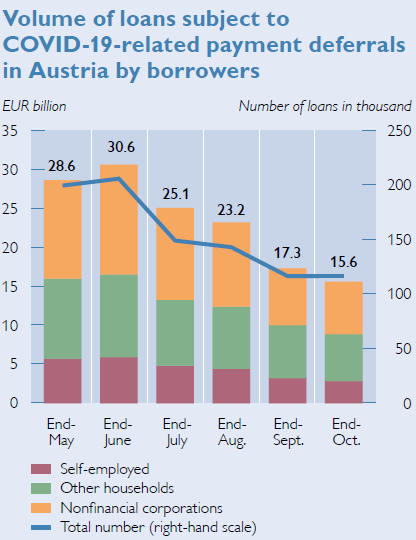 Volume of loans subject to
COVID-19-related payment deferrals
in Austria by borrowers
EUR billion Number of loans in thousand
35 250
30 200
25 150
20 100
15 50
10 0
5
0
28.6 30.6 25.1 23.2 17.3 15.6
End- End- End- End- End- End-
May June July Aug. Sept. Oct.
Self-employed
Other households
Nonfinancial corporations
Total number (right-hand scale)